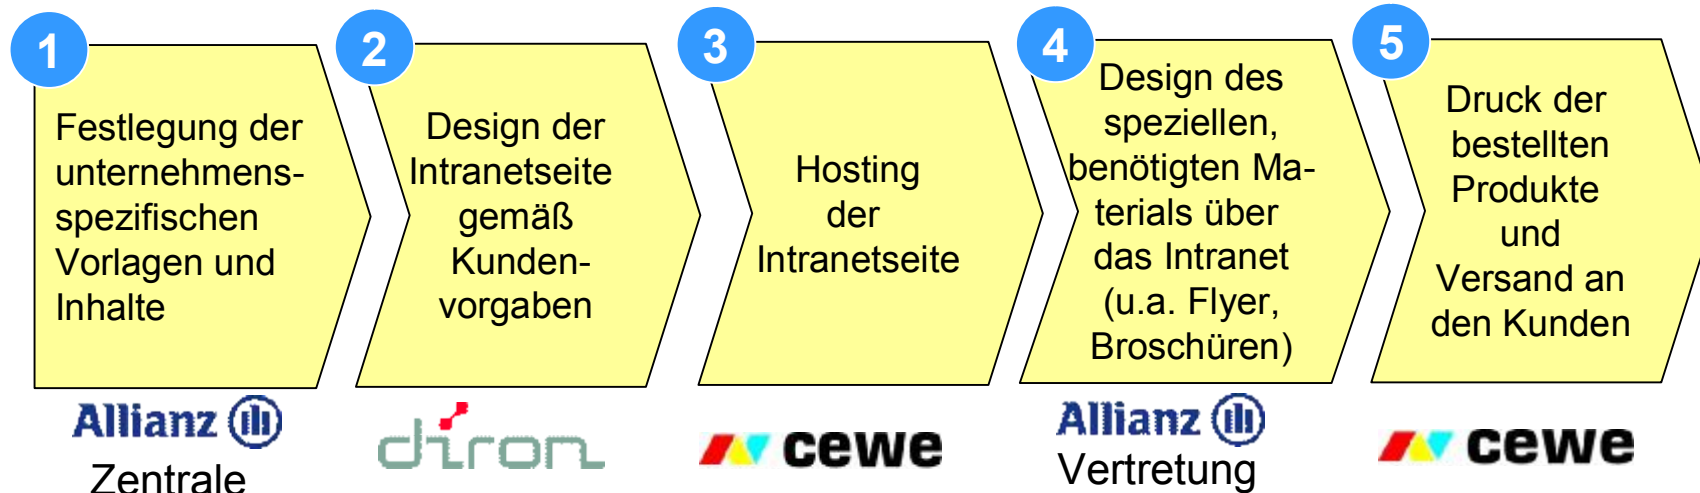 1
Festlegung der
unternehmens-
spezifischen
Vorlagen und
Inhalte
Allianz
Zentrale
2
Design der
Intranetseite
gemäß
Kunden-
vorgaben
diron
3
Hosting
der
Intranetseite
cewe
4
Design des
speziellen,
benötigten Ma-
terials über
das Intranet
(u.a. Flyer,
Broschüren)
Allianz
Vertretung
5
Druck der
bestellten
Produkte
und
Versand an
den Kunden
cewe